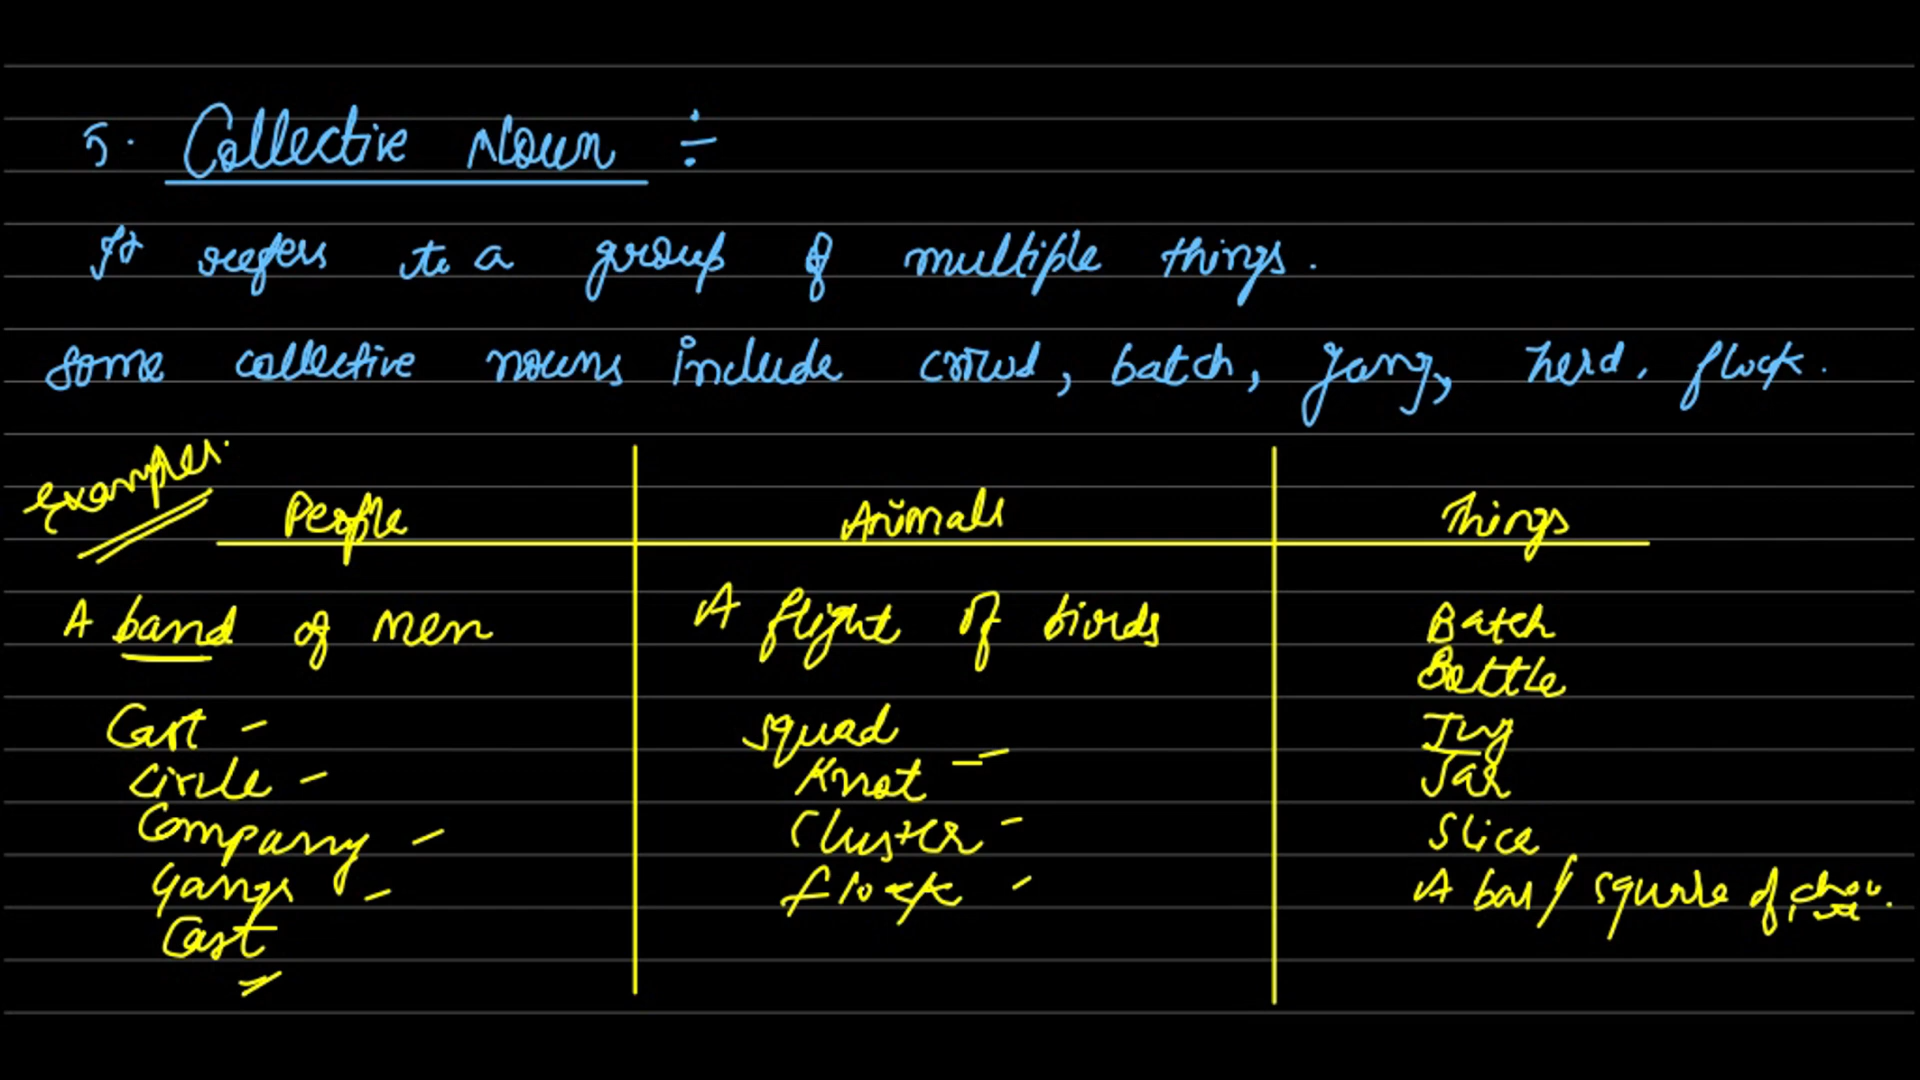 5. Collective Noun ÷
It refers to a group of multiple things.
Some collective nouns include crowd, batch, gang, herd, flock.
Examples.
People
Animals
Things
A band of men
Cast -
Circle -
Company -
Gangs -
Cast
A flight of birds
Squad
Knot -
Cluster -
flock -
Batch
Bottle
Jug
Jar
Slice
A bar/ square of